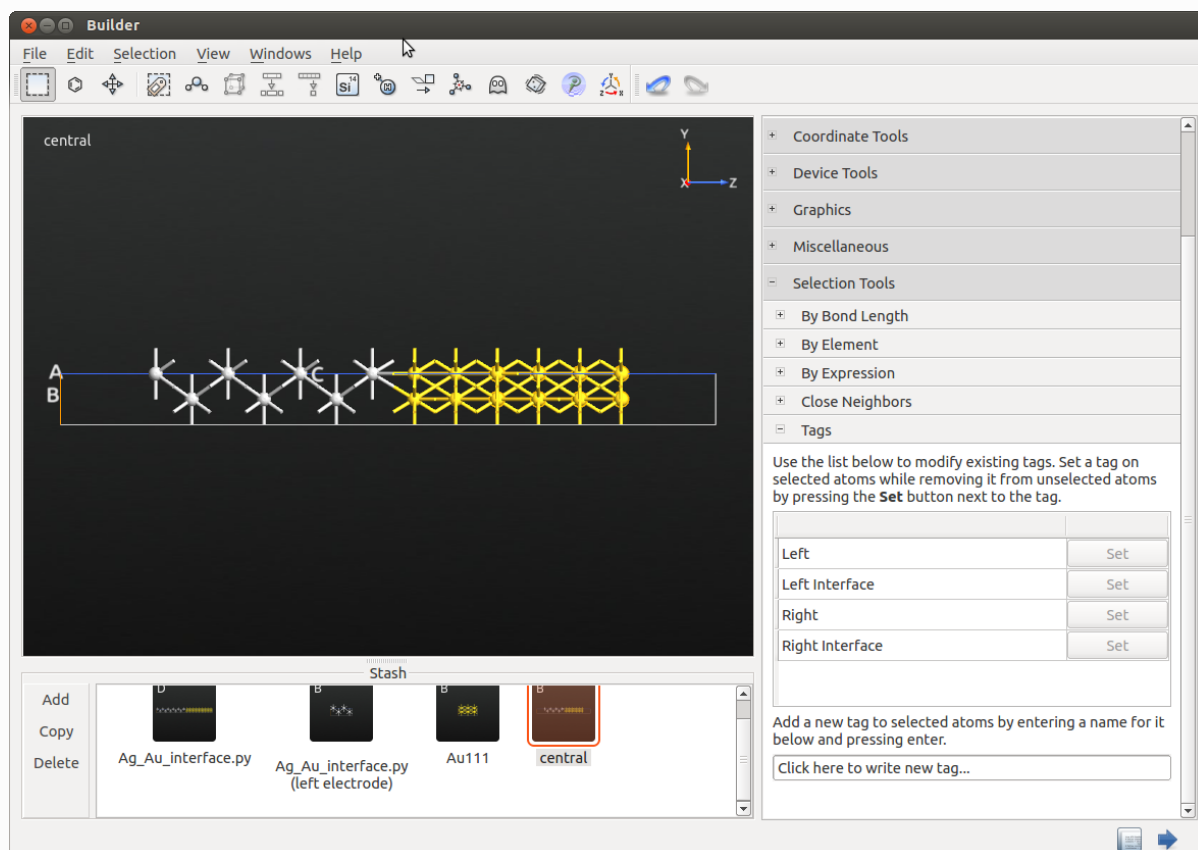 Builder
File Edit Selection View Windows Help
Si 14
central
Y
X Z
A
B
C
Coordinate Tools
Device Tools
Graphics
Miscellaneous
Selection Tools
By Bond Length
By Element
By Expression
Close Neighbors
Tags
Use the list below to modify existing tags. Set a tag on
selected atoms while removing it from unselected atoms
by pressing the Set button next to the tag.
Left Set
Left Interface Set
Right Set
Right Interface Set
Add a new tag to selected atoms by entering a name for it
below and pressing enter.
Click here to write new tag...
Stash
Add
Copy
Delete
D
Ag_Au_interface.py
B
Ag_Au_interface.py
(left electrode)
B
Au111
B
central